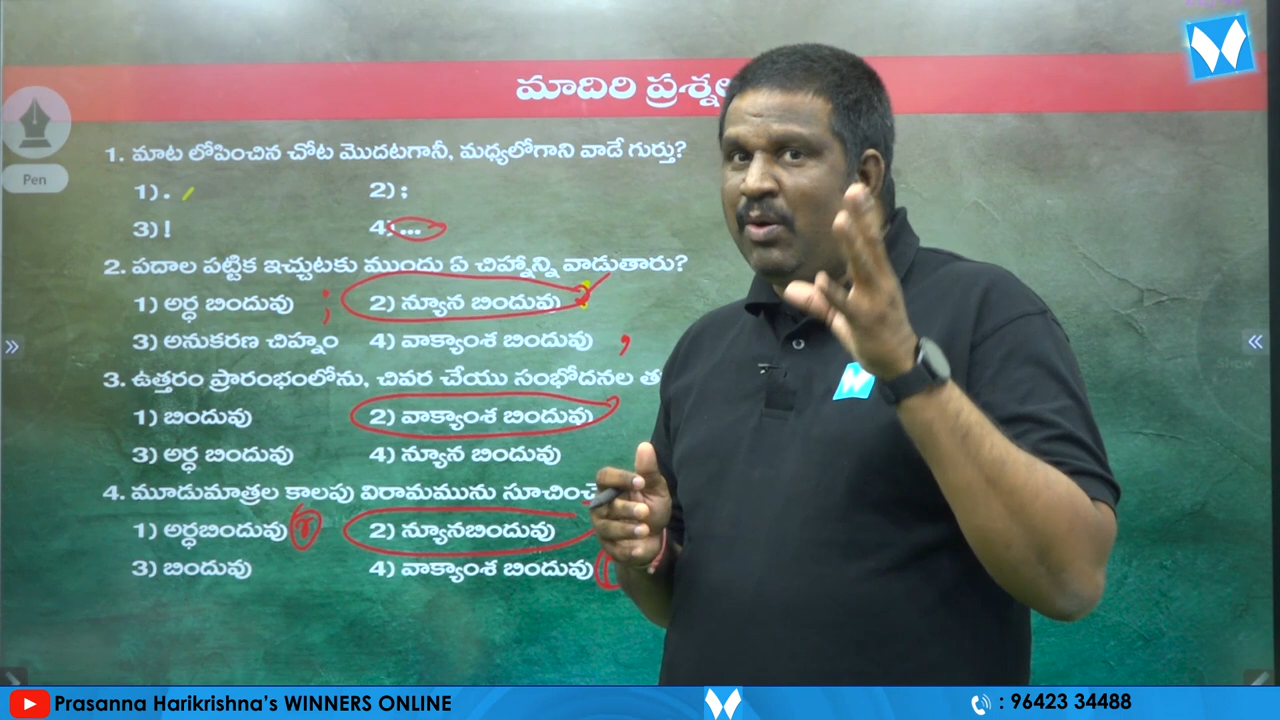 మాదిరి
Pen
1. మాట లోపించిన చోట మొదటగానీ, మధ్యలోగాని వాడే గుర్తు?
1) . 2) ;
3) ! 4) ...
2. పదాల పట్టిక ఇచ్చుటకు ముందు ఏ చిహ్నాన్ని వాడుతారు?
1) అర్ధ బిందువు ; 2) న్యూన బిందువు
3) అనుకరణ చిహ్నం 4) వాక్యాంశ బిందువు ,
3. ఉత్తరం ప్రారంభంలోను, చివర చేయు సంభోదనల
1) బిందువు 2) వాక్యాంశ బిందువు
3) అర్ధ బిందువు 4) న్యూన బిందువు
4. మూడుమాత్రల కాలపు విరామమును
1) అర్ధబిందువు 2) న్యూనబిందువు
3) బిందువు 4) వాక్యాంశ బిందువు
Prasanna Harikrishna's WINNERS ONLINE
: 96423 34488